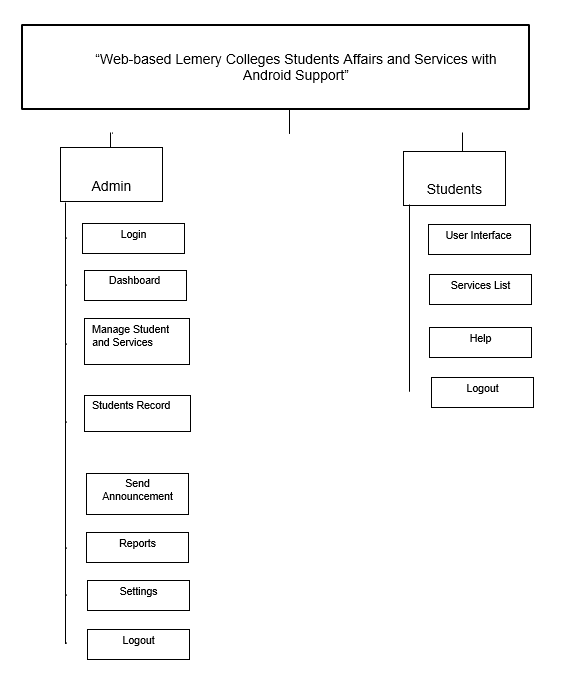 “Web-based Lemery Colleges Students Affairs and Services with
Android Support”
Admin
Students
Login
Dashboard
Manage Student
and Services
Students Record
Send
Announcement
Reports
Settings
Logout
User Interface
Services List
Help
Logout